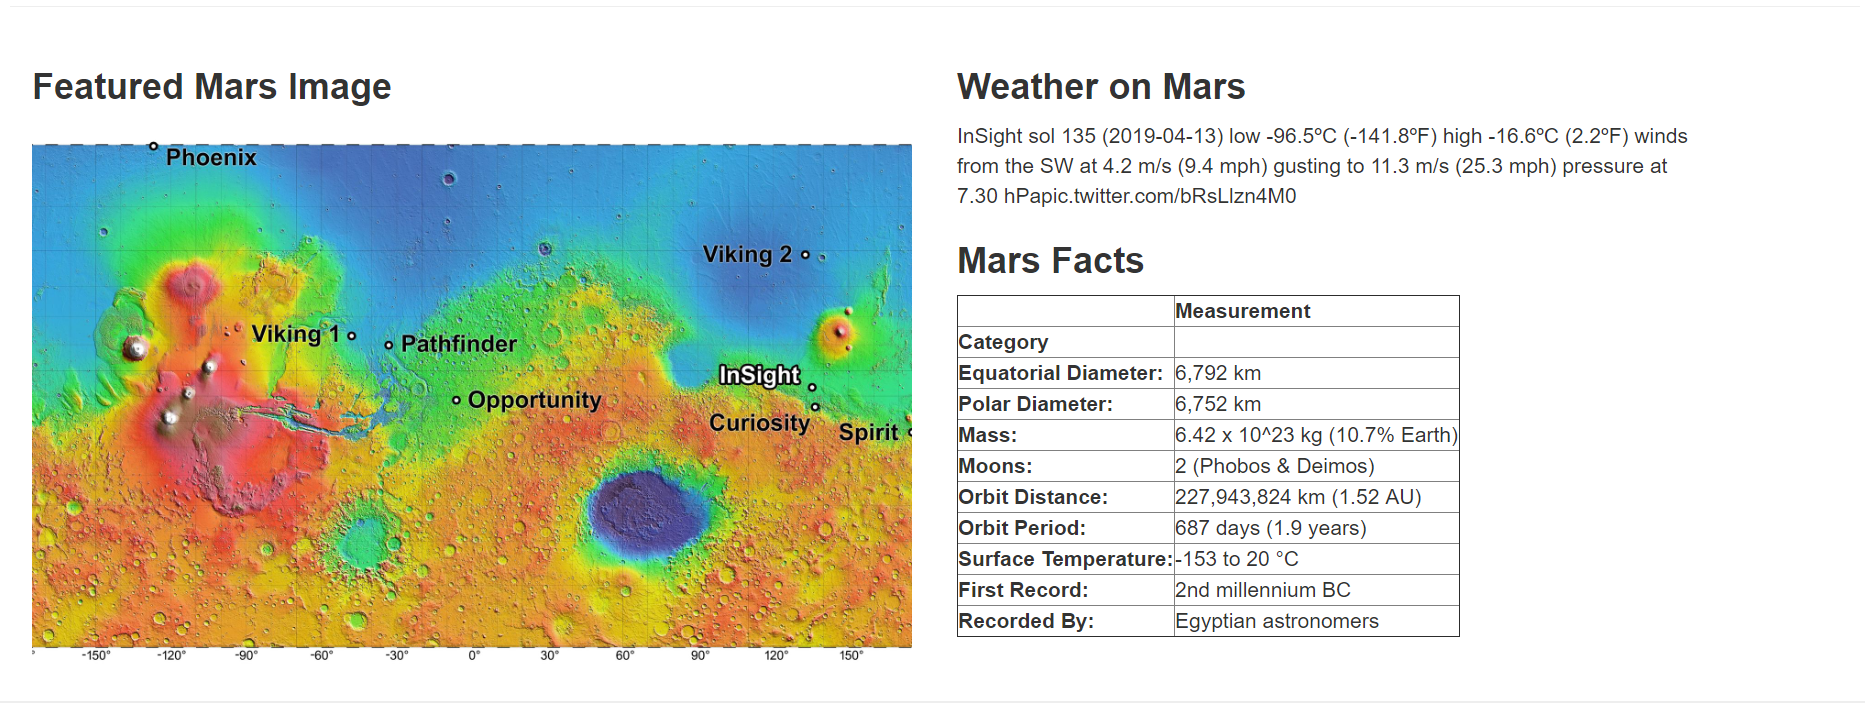 Featured Mars Image
Phoenix
Viking 2
Viking 1
Pathfinder
InSight
Opportunity
Curiosity
Spirit
-150° -120° -90° -60° -30° 0° 30° 60° 90° 120° 150°
Weather on Mars
InSight sol 135 (2019-04-13) low -96.5ºC (-141.8ºF) high -16.6ºC (2.2ºF) winds
from the SW at 4.2 m/s (9.4 mph) gusting to 11.3 m/s (25.3 mph) pressure at
7.30 hPapic.twitter.com/bRsLlzn4M0
Mars Facts
Measurement
Category
Equatorial Diameter: 6,792 km
Polar Diameter: 6,752 km
Mass: 6.42 x 10^23 kg (10.7% Earth)
Moons: 2 (Phobos & Deimos)
Orbit Distance: 227,943,824 km (1.52 AU)
Orbit Period: 687 days (1.9 years)
Surface Temperature: -153 to 20 °C
First Record: 2nd millennium BC
Recorded By: Egyptian astronomers